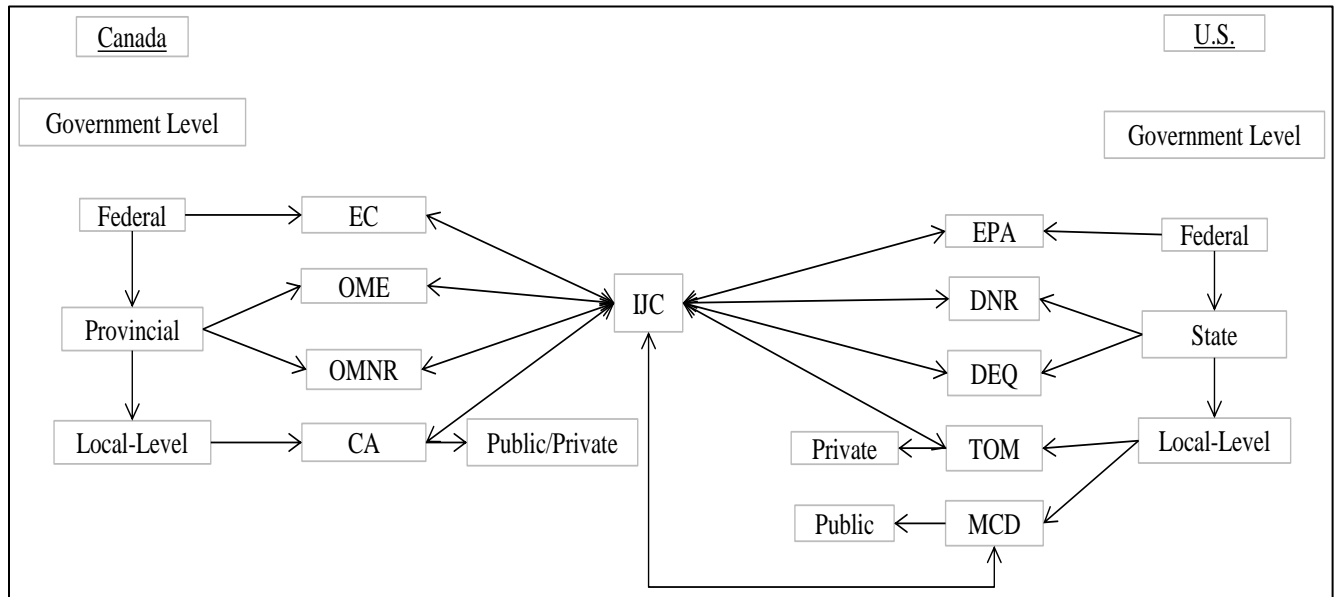 Canada
U.S.
Government Level
Government Level
Federal
EC
EPA
Federal
OME
IJC
DNR
Provincial
State
OMNR
DEQ
Local-Level
CA
Public/Private
Private
TOM
Local-Level
Public
MCD